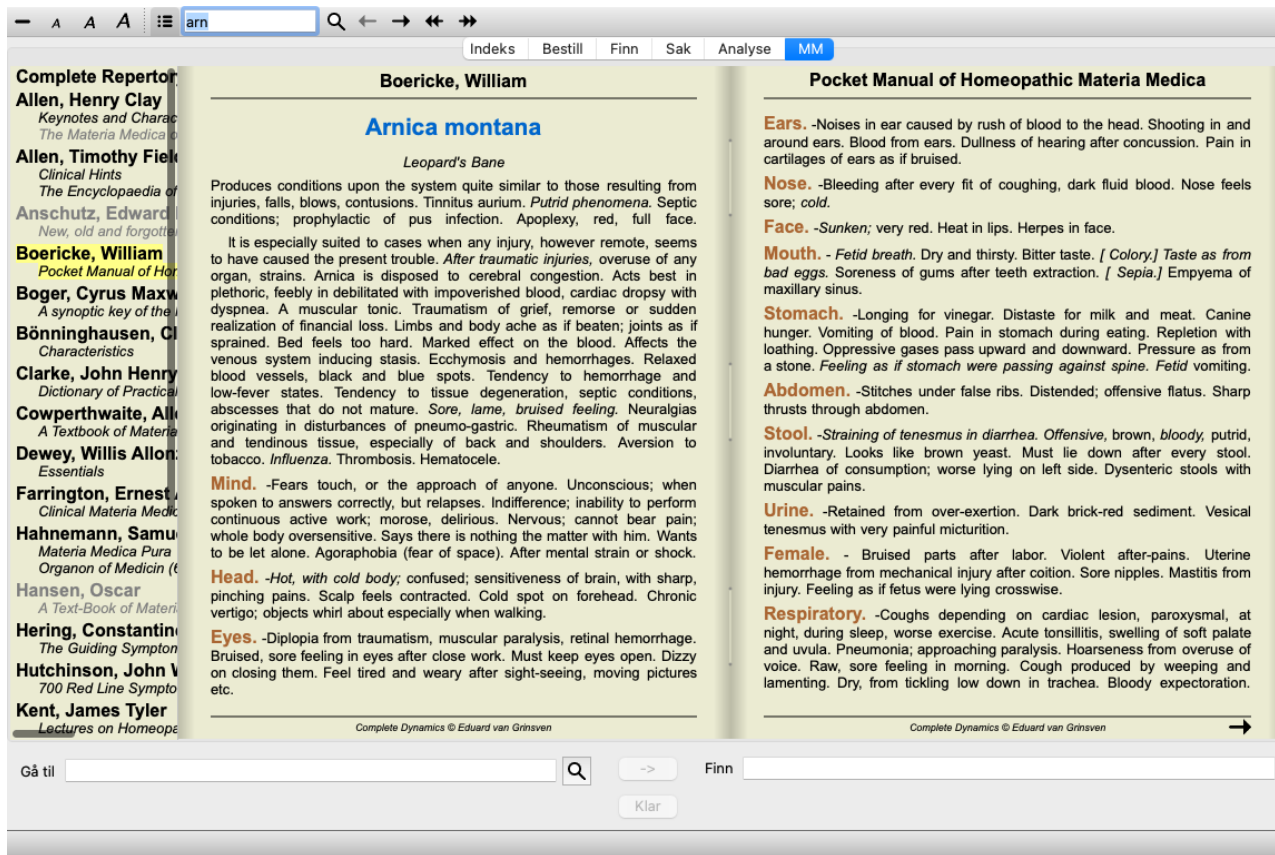 A A A arn
Indeks Bestill Finn Sak Analyse MM
Complete Repertor
Allen, Henry Clay
Keynotes and Charac
The Materia Medica o
Allen, Timothy Field
Clinical Hints
The Encyclopaedia of
Anschutz, Edward
New, old and forgotte
Boericke, William
Pocket Manual of Hom
Boger, Cyrus Maxw
A synoptic key of the
Bönninghausen, Cl
Characteristics
Clarke, John Henry
Dictionary of Practical
Cowperthwaite, Alle
A Textbook of Materia
Dewey, Willis Allonz
Essentials
Farrington, Ernest A
Clinical Materia Medic
Hahnemann, Samu
Materia Medica Pura
Organon of Medicin (6
Hansen, Oscar
A Text-Book of Materi
Hering, Constantin
The Guiding Symptom
Hutchinson, John W
700 Red Line Sympto
Kent, James Tyler
Lectures on Homeopa
Boericke, William
Arnica montana
Leopard's Bane
Produces conditions upon the system quite similar to those resulting from
injuries, falls, blows, contusions. Tinnitus aurium. Putrid phenomena. Septic
conditions; prophylactic of pus infection. Apoplexy, red, full face.
It is especially suited to cases when any injury, however remote, seems
to have caused the present trouble. After traumatic injuries, overuse of any
organ, strains. Arnica is disposed to cerebral congestion. Acts best in
plethoric, feebly in debilitated with impoverished blood, cardiac dropsy with
dyspnea. A muscular tonic. Traumatism of grief, remorse or sudden
realization of financial loss. Limbs and body ache as if beaten; joints as if
sprained. Bed feels too hard. Marked effect on the blood. Affects the
venous system inducing stasis. Ecchymosis and hemorrhages. Relaxed
blood vessels, black and blue spots. Tendency to hemorrhage and
low-fever states. Tendency to tissue degeneration, septic conditions,
abscesses that do not mature. Sore, lame, bruised feeling. Neuralgias
originating in disturbances of pneumo-gastric. Rheumatism of muscular
and tendinous tissue, especially of back and shoulders. Aversion to
tobacco. Influenza. Thrombosis. Hematocele.
Mind. -Fears touch, or the approach of anyone. Unconscious; when
spoken to answers correctly, but relapses. Indifference; inability to perform
continuous active work; morose, delirious. Nervous; cannot bear pain;
whole body oversensitive. Says there is nothing the matter with him. Wants
to be let alone. Agoraphobia (fear of space). After mental strain or shock.
Head. -Hot, with cold body; confused; sensitiveness of brain, with sharp,
pinching pains. Scalp feels contracted. Cold spot on forehead. Chronic
vertigo; objects whirl about especially when walking.
Eyes. -Diplopia from traumatism, muscular paralysis, retinal hemorrhage.
Bruised, sore feeling in eyes after close work. Must keep eyes open. Dizzy
on closing them. Feel tired and weary after sight-seeing, moving pictures
etc.
Complete Dynamics © Eduard van Grinsven
Pocket Manual of Homeopathic Materia Medica
Ears. -Noises in ear caused by rush of blood to the head. Shooting in and
around ears. Blood from ears. Dullness of hearing after concussion. Pain in
cartilages of ears as if bruised.
Nose. -Bleeding after every fit of coughing, dark fluid blood. Nose feels
sore; cold.
Face. -Sunken; very red. Heat in lips. Herpes in face.
Mouth. - Fetid breath. Dry and thirsty. Bitter taste. [ Colory.] Taste as from
bad eggs. Soreness of gums after teeth extraction. [ Sepia.] Empyema of
maxillary sinus.
Stomach. -Longing for vinegar. Distaste for milk and meat. Canine
hunger. Vomiting of blood. Pain in stomach during eating. Repletion with
loathing. Oppressive gases pass upward and downward. Pressure as from
a stone. Feeling as if stomach were passing against spine. Fetid vomiting.
Abdomen. -Stitches under false ribs. Distended; offensive flatus. Sharp
thrusts through abdomen.
Stool. -Straining of tenesmus in diarrhea. Offensive, brown, bloody, putrid,
involuntary. Looks like brown yeast. Must lie down after every stool.
Diarrhea of consumption; worse lying on left side. Dysenteric stools with
muscular pains.
Urine. -Retained from over-exertion. Dark brick-red sediment. Vesical
tenesmus with very painful micturition.
Female. - Bruised parts after labor. Violent after-pains. Uterine
hemorrhage from mechanical injury after coition. Sore nipples. Mastitis from
injury. Feeling as if fetus were lying crosswise.
Respiratory. -Coughs depending on cardiac lesion, paroxysmal, at
night, during sleep, worse exercise. Acute tonsillitis, swelling of soft palate
and uvula. Pneumonia; approaching paralysis. Hoarseness from overuse of
voice. Raw, sore feeling in morning. Cough produced by weeping and
lamenting. Dry, from tickling low down in trachea. Bloody expectoration.
Complete Dynamics © Eduard van Grinsven
Gå til -> Finn
Klar